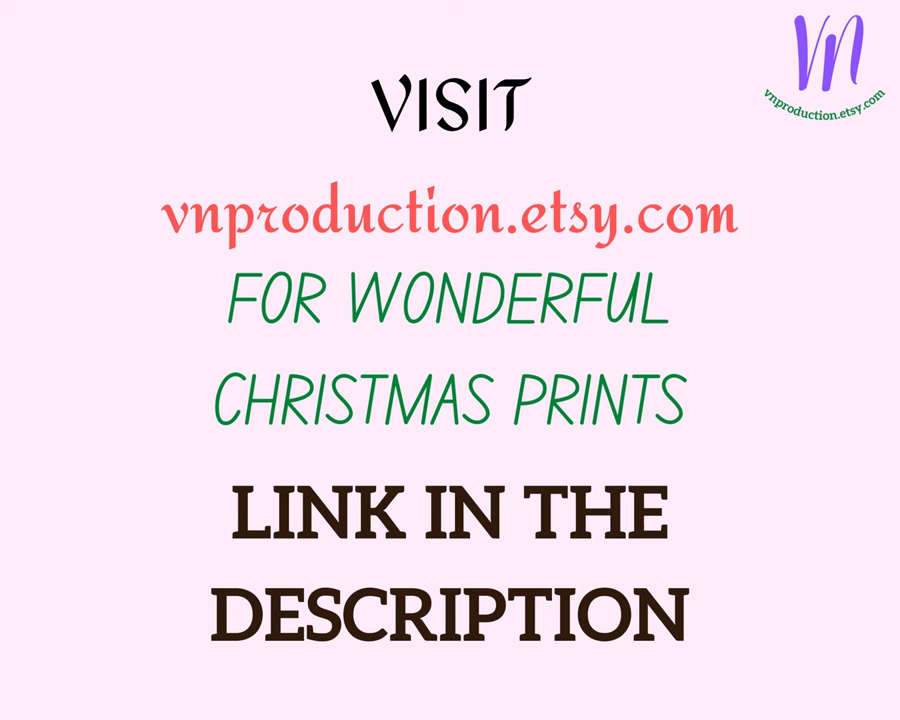 VN
vnproduction.etsy.com
VISIT
vnproduction.etsy.com
FOR WONDERFUL
CHRISTMAS PRINTS
LINK IN THE
DESCRIPTION